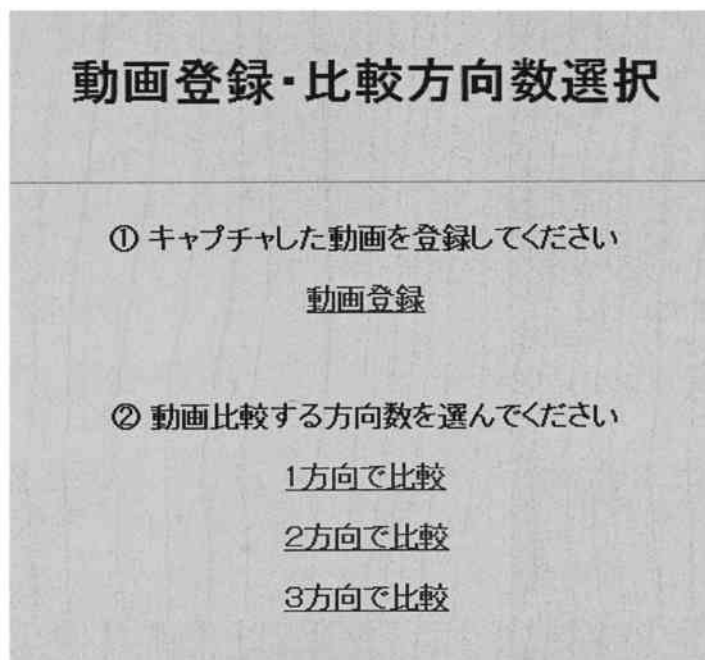 動画登録・比較方向数選択
① キャプチャした動画を登録してください
動画登録
② 動画比較する方向数を選んでください
1方向で比較
2方向で比較
3方向で比較